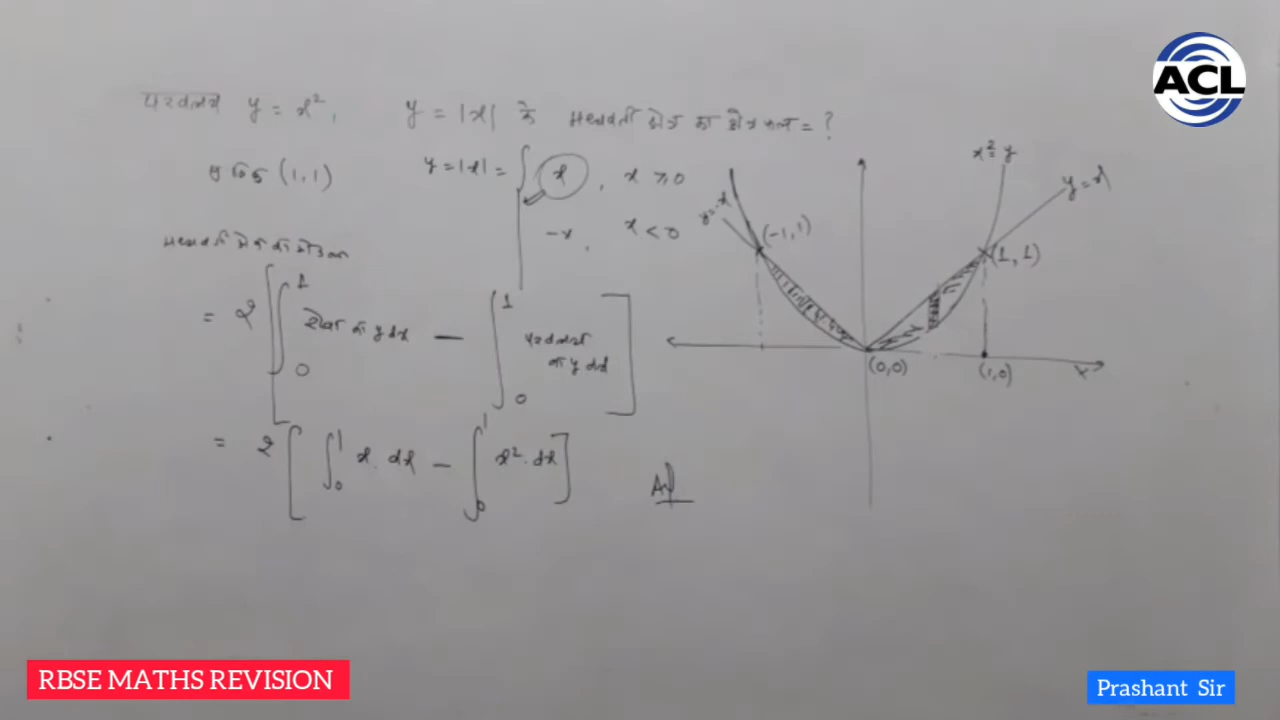 ACL
परवलय y = x², y = |x| के मध्यवर्ती क्षेत्र का क्षेत्रफल = ?
(1,1) y = |x| = x , x ⩾ 0
-x , x < 0
मध्यवर्ती क्षेत्र का क्षेत्रफल
= 2 [ ∫₀¹ रेखा का y dx - ∫₀¹ परवलय का y dx ]
= 2 [ ∫₀¹ x. dx - ∫₀¹ x². dx ] Ans
x² = y
y = x
y = -x
(-1,1)
(1,1)
(0,0)
(1,0)
X
RBSE MATHS REVISION
Prashant Sir